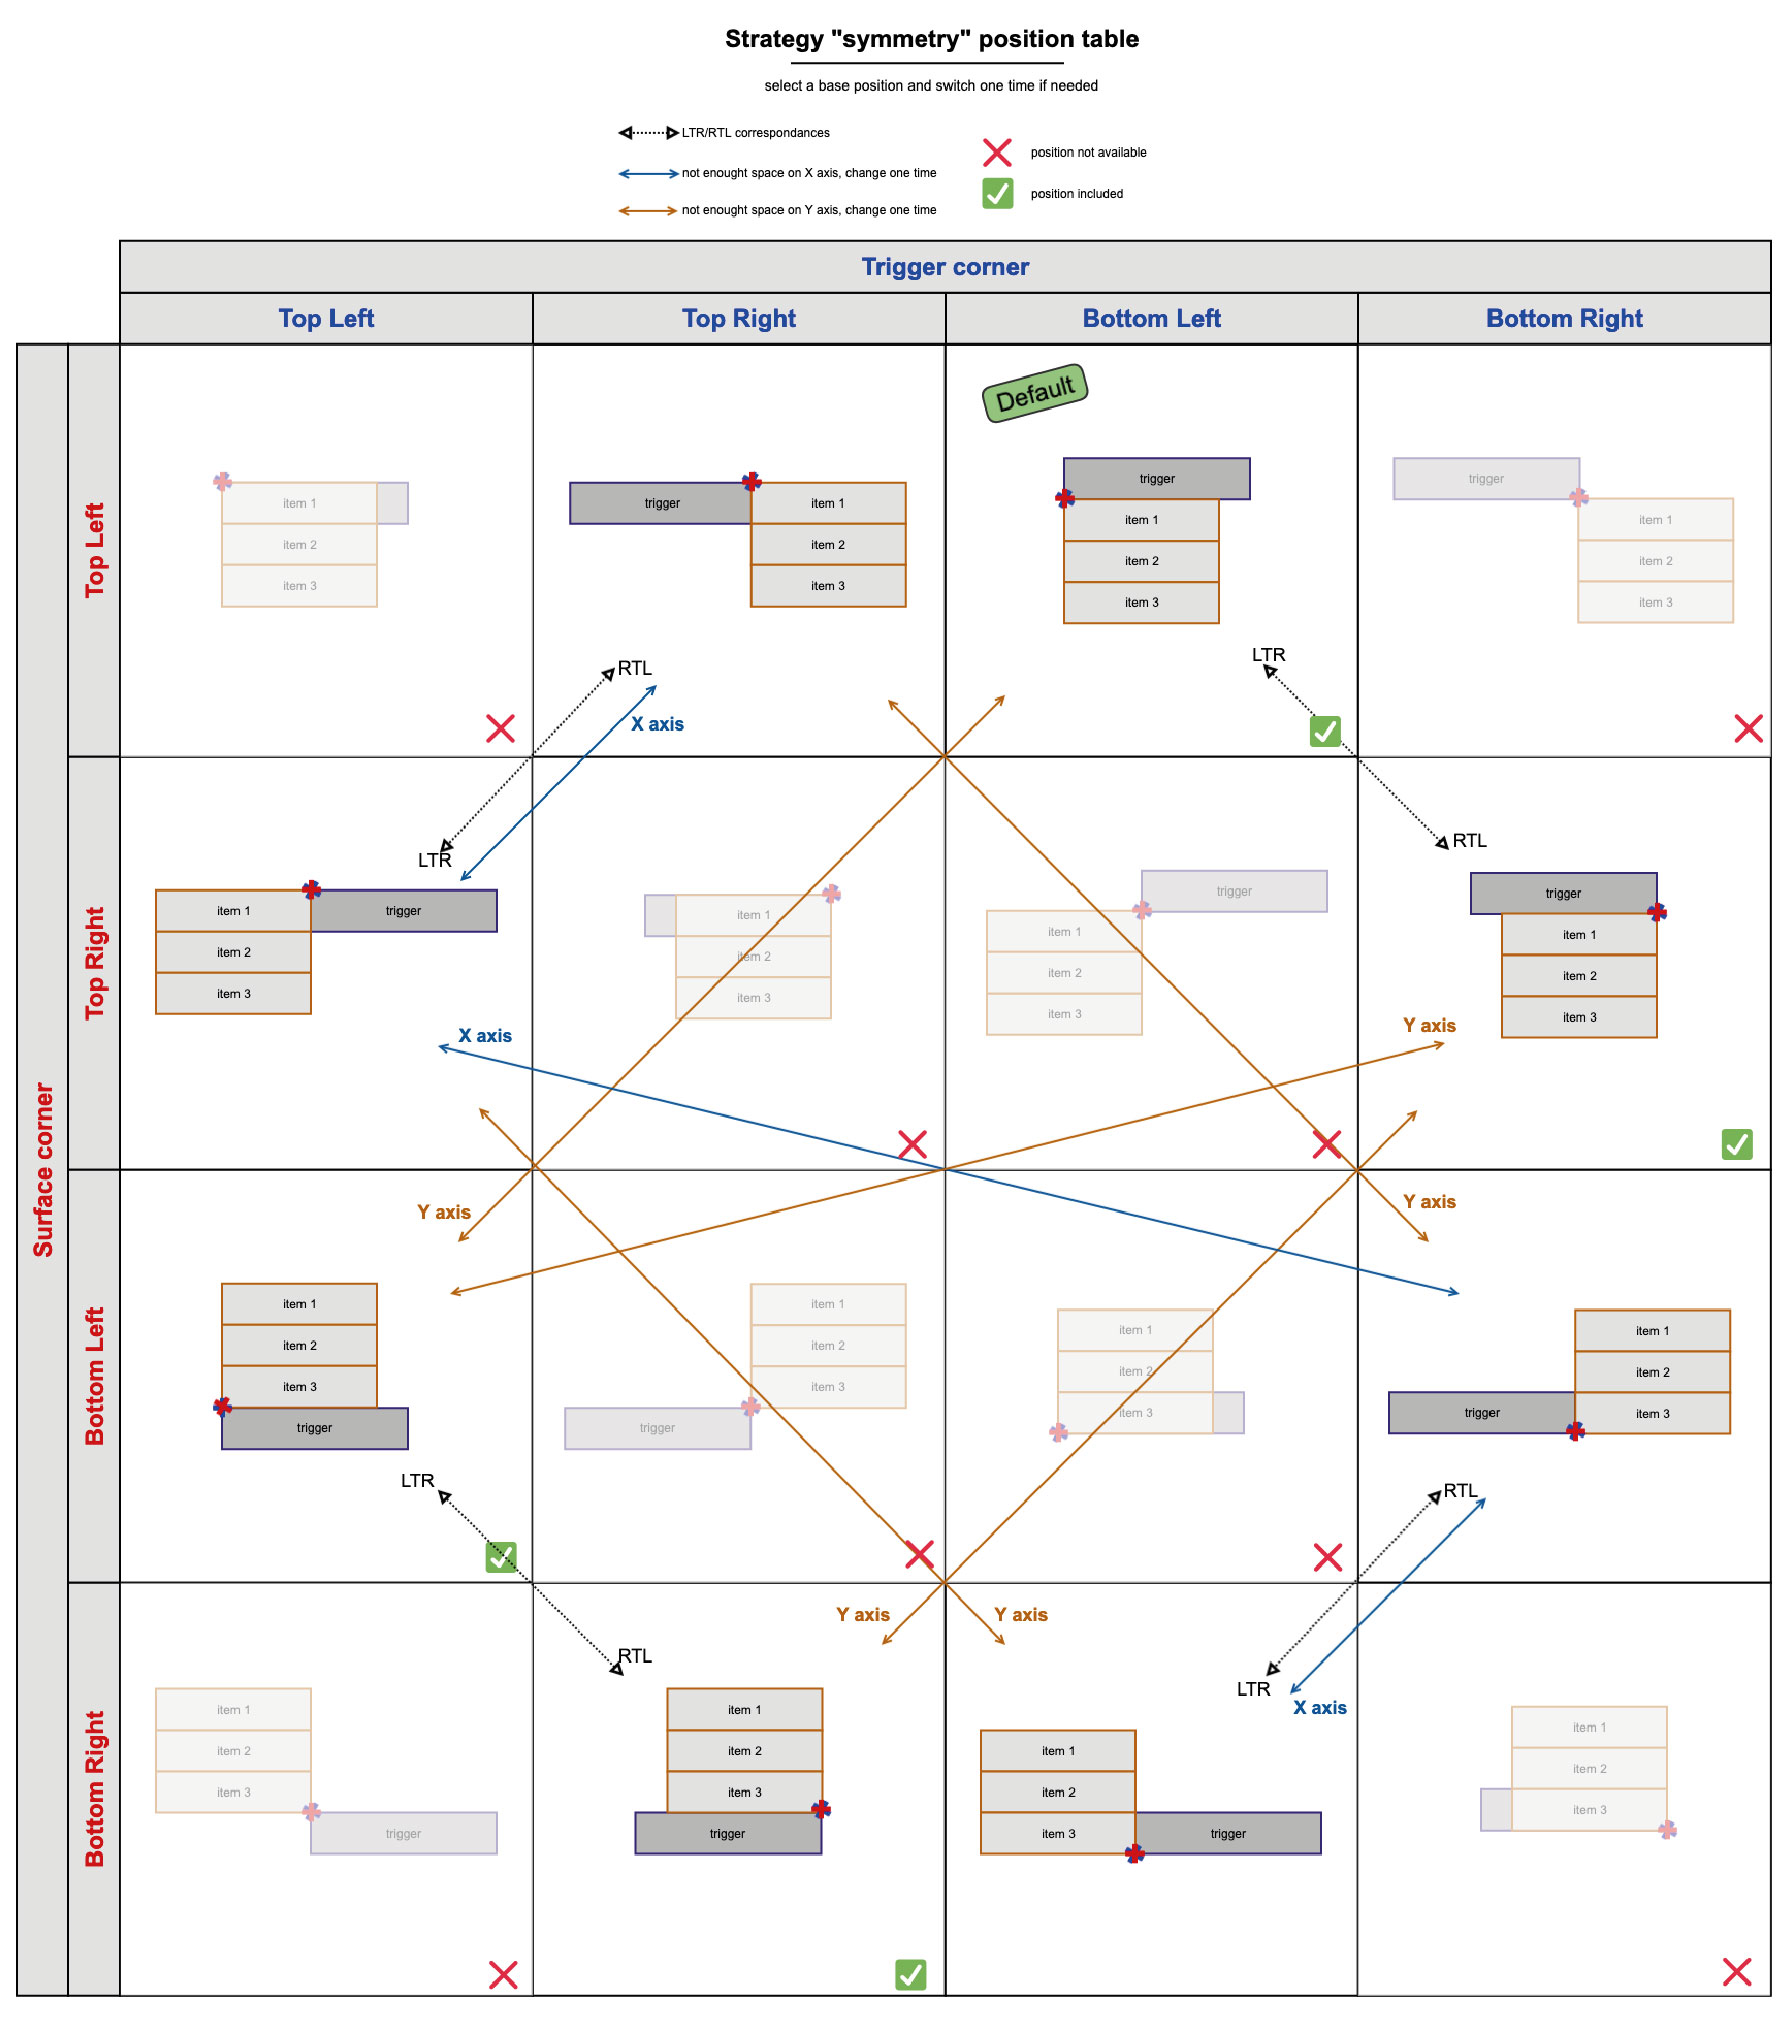 Strategy "symmetry" position table
select a base position and switch one time if needed
LTR/RTL correspondances
not enought space on X axis, change one time
not enought space on Y axis, change one time
position not available
position included
Trigger corner
Top Left
Top Right
Bottom Left
Bottom Right
Surface corner
Top Left
item 1
item 2
item 3
trigger
item 1
item 2
item 3
RTL
X axis
Default
trigger
item 1
item 2
item 3
LTR
trigger
item 1
item 2
item 3
Top Right
LTR
item 1
trigger
item 2
item 3
X axis
item 1
item 2
item 3
trigger
item 1
item 2
item 3
RTL
trigger
item 1
item 2
item 3
Y axis
Bottom Left
Y axis
item 1
item 2
item 3
trigger
LTR
item 1
item 2
item 3
trigger
item 1
item 2
item 3
Y axis
item 1
item 2
trigger
item 3
RTL
Bottom Right
item 1
item 2
item 3
trigger
Y axis
RTL
item 1
item 2
item 3
trigger
Y axis
LTR
X axis
item 1
item 2
item 3
trigger
item 1
item 2
item 3